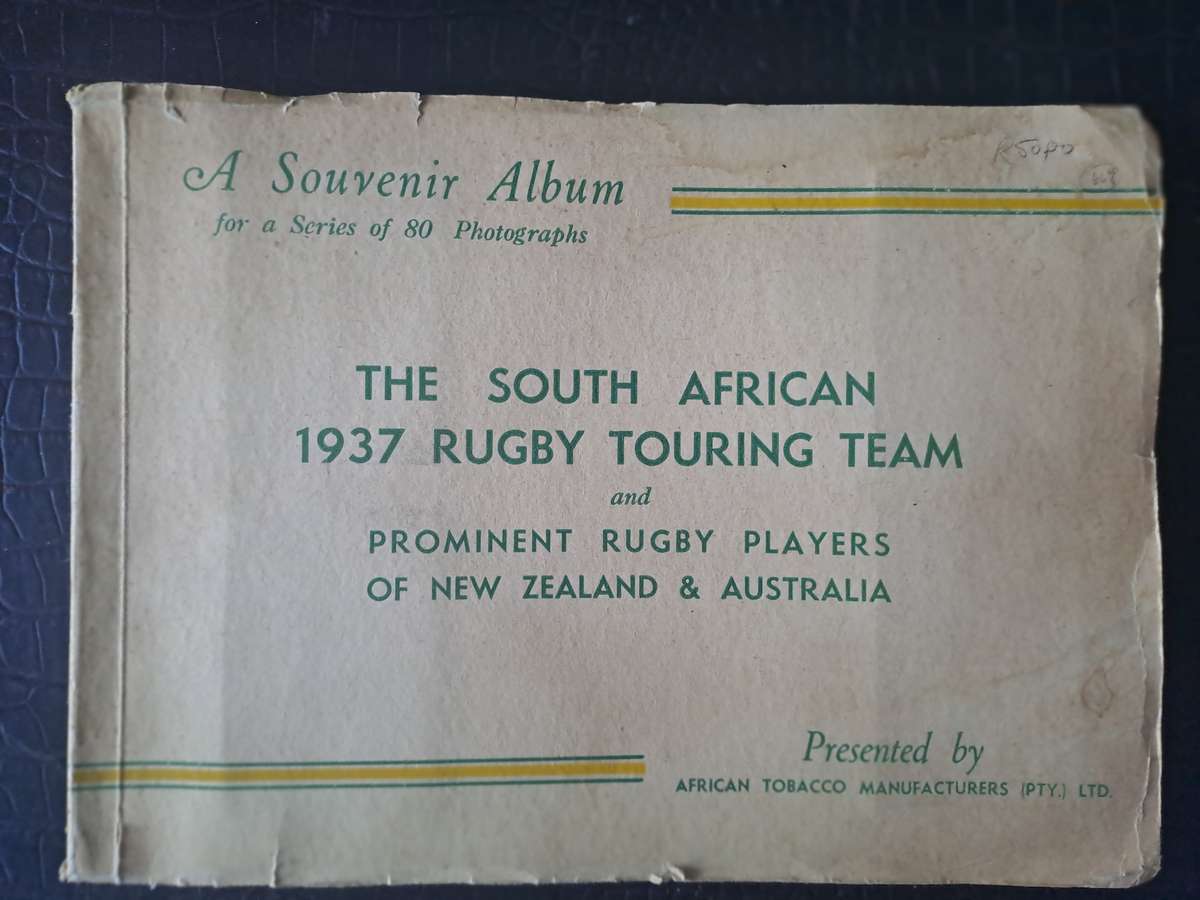 A Souvenir Album
for a Series of 80 Photographs
THE SOUTH AFRICAN
1937 RUGBY TOURING TEAM
and
PROMINENT RUGBY PLAYERS
OF NEW ZEALAND & AUSTRALIA
Presented by
AFRICAN TOBACCO MANUFACTURERS (PTY.) LTD.